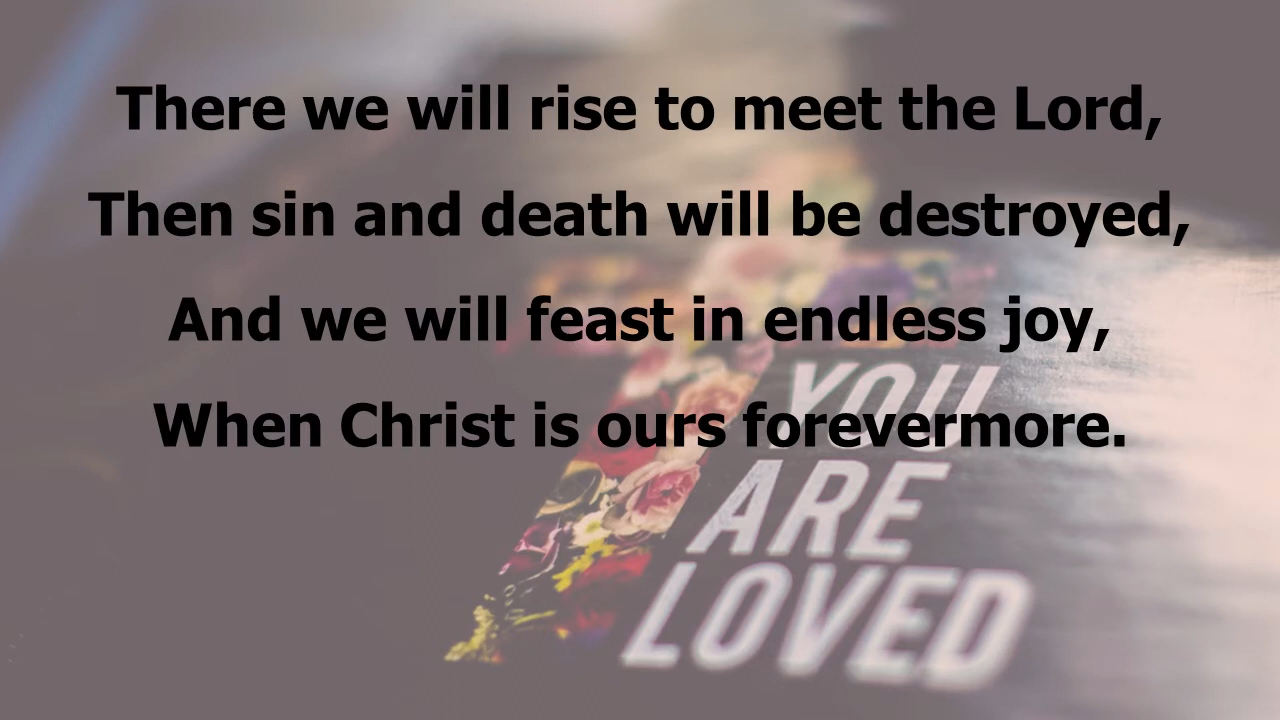 There we will rise to meet the Lord,
Then sin and death will be destroyed,
And we will feast in endless joy,
When Christ is ours forevermore.
YOU
ARE
LOVED